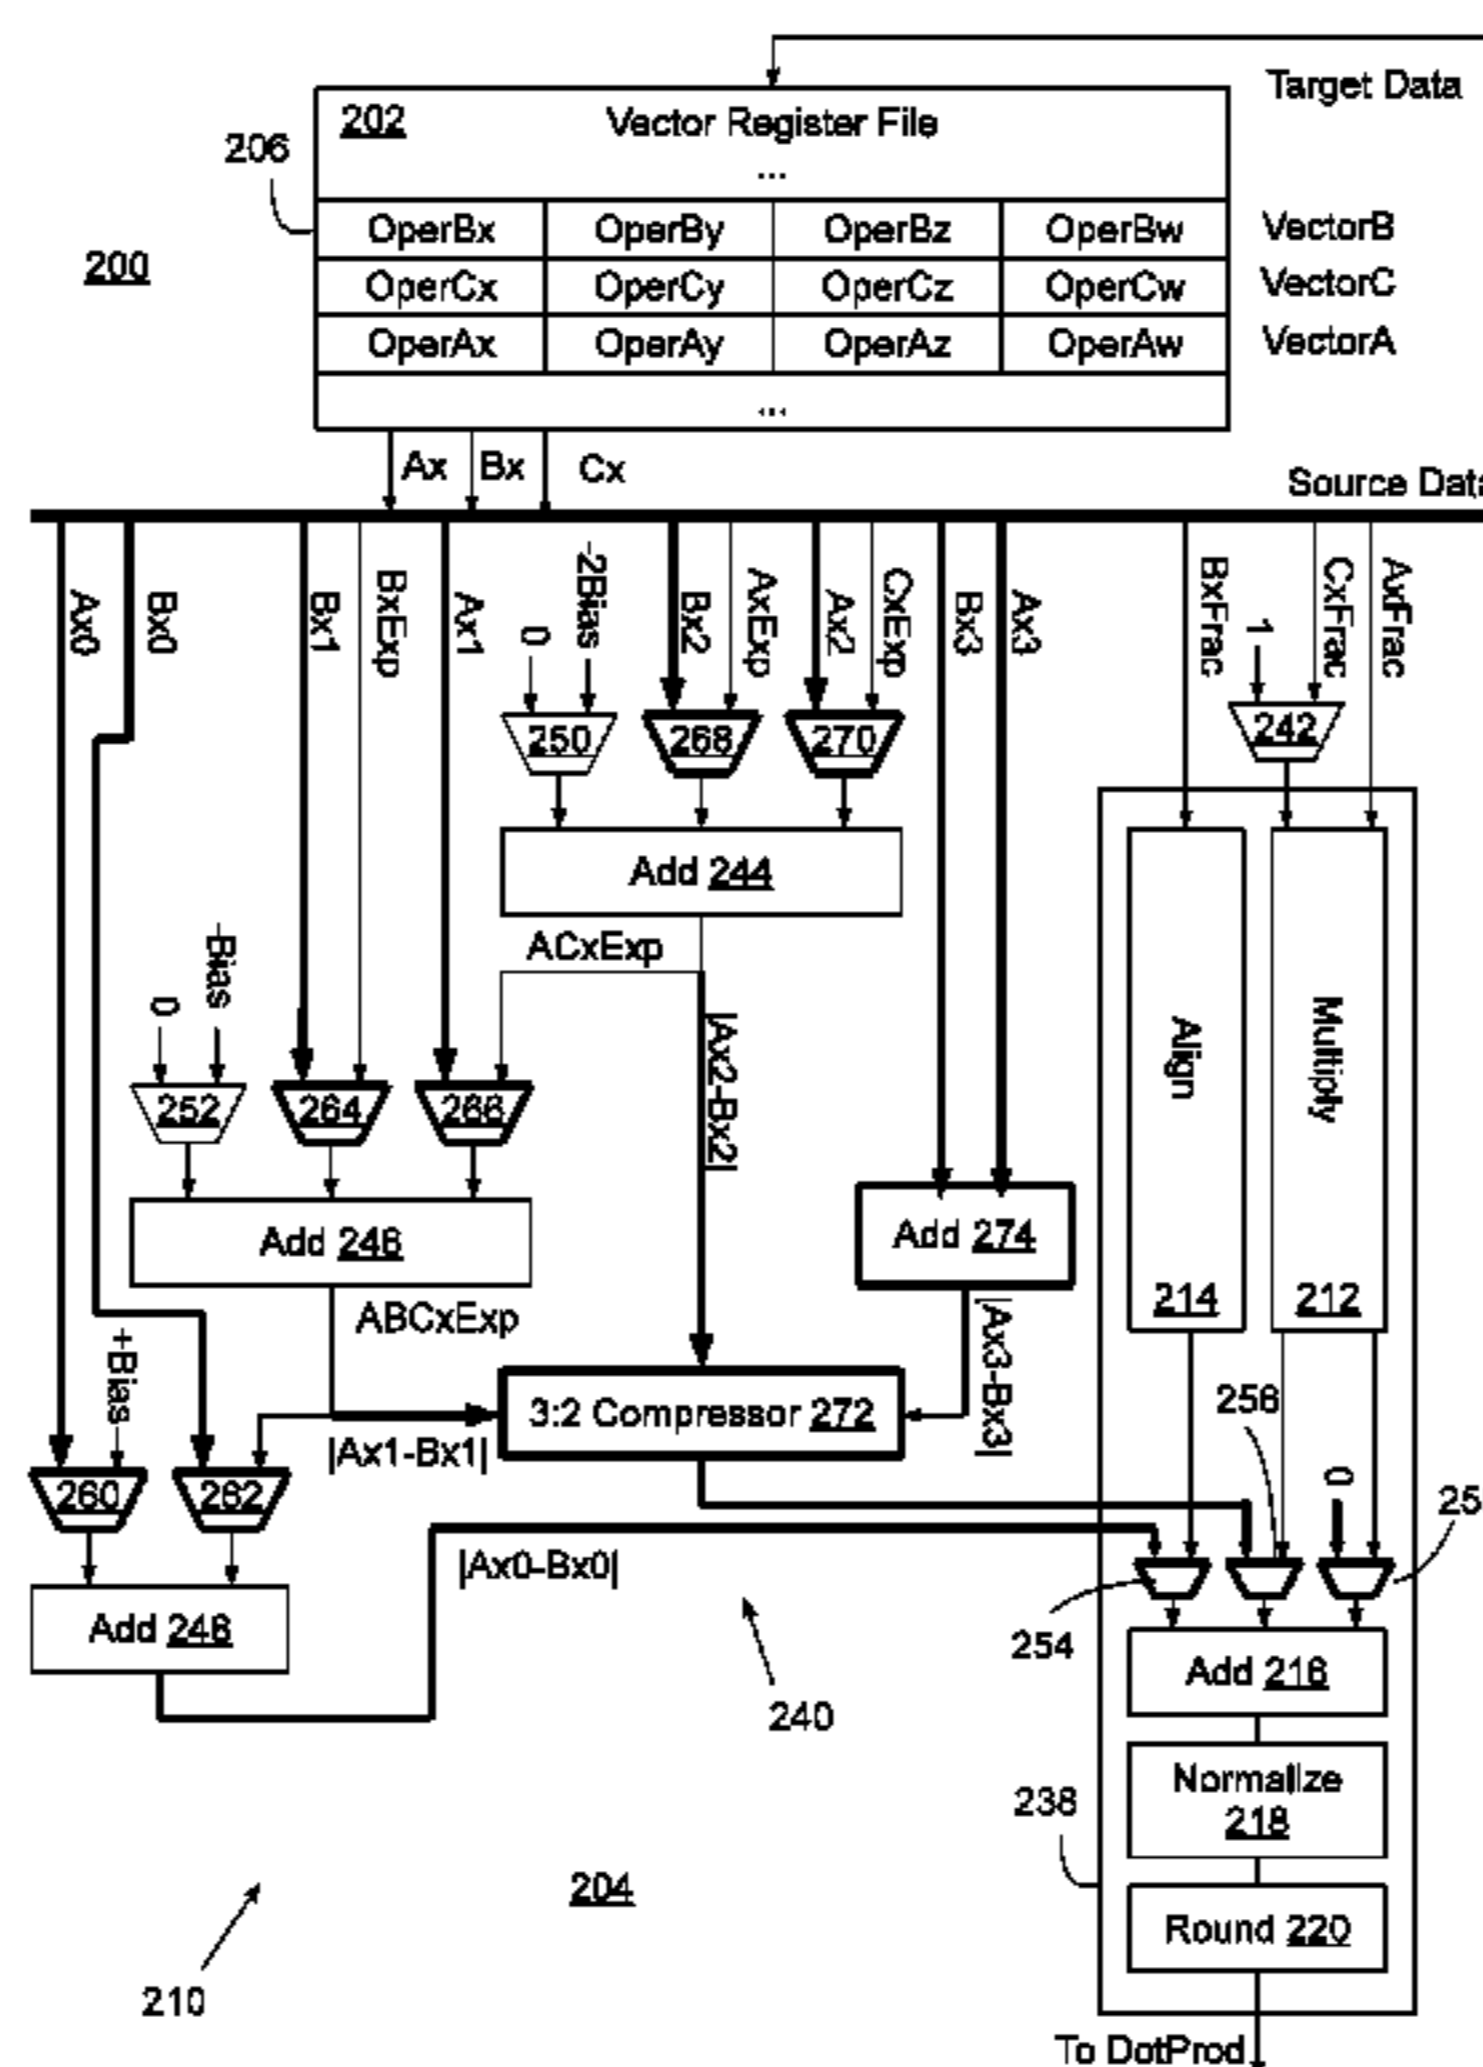 Target Data
202 Vector Register File
...
206
OperBx OperBy OperBz OperBw VectorB
200
OperCx OperCy OperCz OperCw VectorC
OperAx OperAy OperAz OperAw VectorA
...
Ax Bx Cx
Source Data
Ax0
Bx0
Bx1
BxExp
Ax1
0
-2Bias
Bx2
AxExp
Ax2
CxExp
Bx3
Ax3
BxFrac
1
CxFrac
AxFrac
250
268
270
242
Add 244
ACxExp
0
-Bias
|Ax2-Bx2|
Align
Multiply
252
264
266
Add 246
Add 274
214
212
ABCxExp
|Ax3-Bx3|
+Bias
3:2 Compressor 272
256
|Ax1-Bx1|
260
262
0
25
|Ax0-Bx0|
254
Add 248
Add 216
240
Normalize
218
238
204
Round 220
210
To DotProd